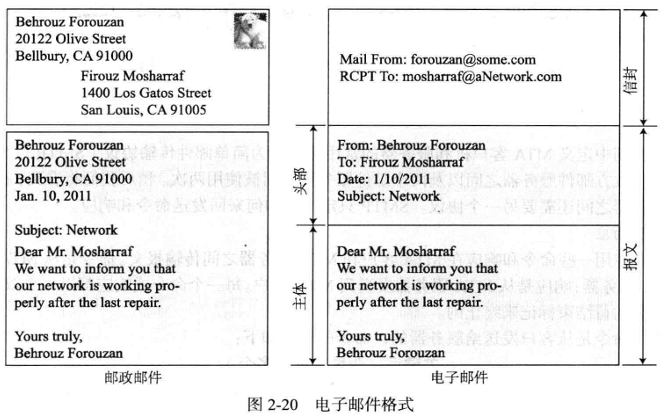 Behrouz Forouzan
20122 Olive Street
Bellbury, CA 91000
Firouz Mosharraf
1400 Los Gatos Street
San Louis, CA 91005
Behrouz Forouzan
20122 Olive Street
Bellbury, CA 91000
Jan. 10, 2011
Subject: Network
Dear Mr. Mosharraf
We want to inform you that
our network is working pro-
perly after the last repair.
Yours truly,
Behrouz Forouzan
邮政邮件
Mail From: forouzan@some.com
RCPT To: mosharraf@aNetwork.com
信封
头部
From: Behrouz Forouzan
To: Firouz Mosharraf
Date: 1/10/2011
Subject: Network
主体
Dear Mr. Mosharraf
We want to inform you that
our network is working pro-
perly after the last repair.
Yours truly,
Behrouz Forouzan
报文
电子邮件
图 2-20 电子邮件格式